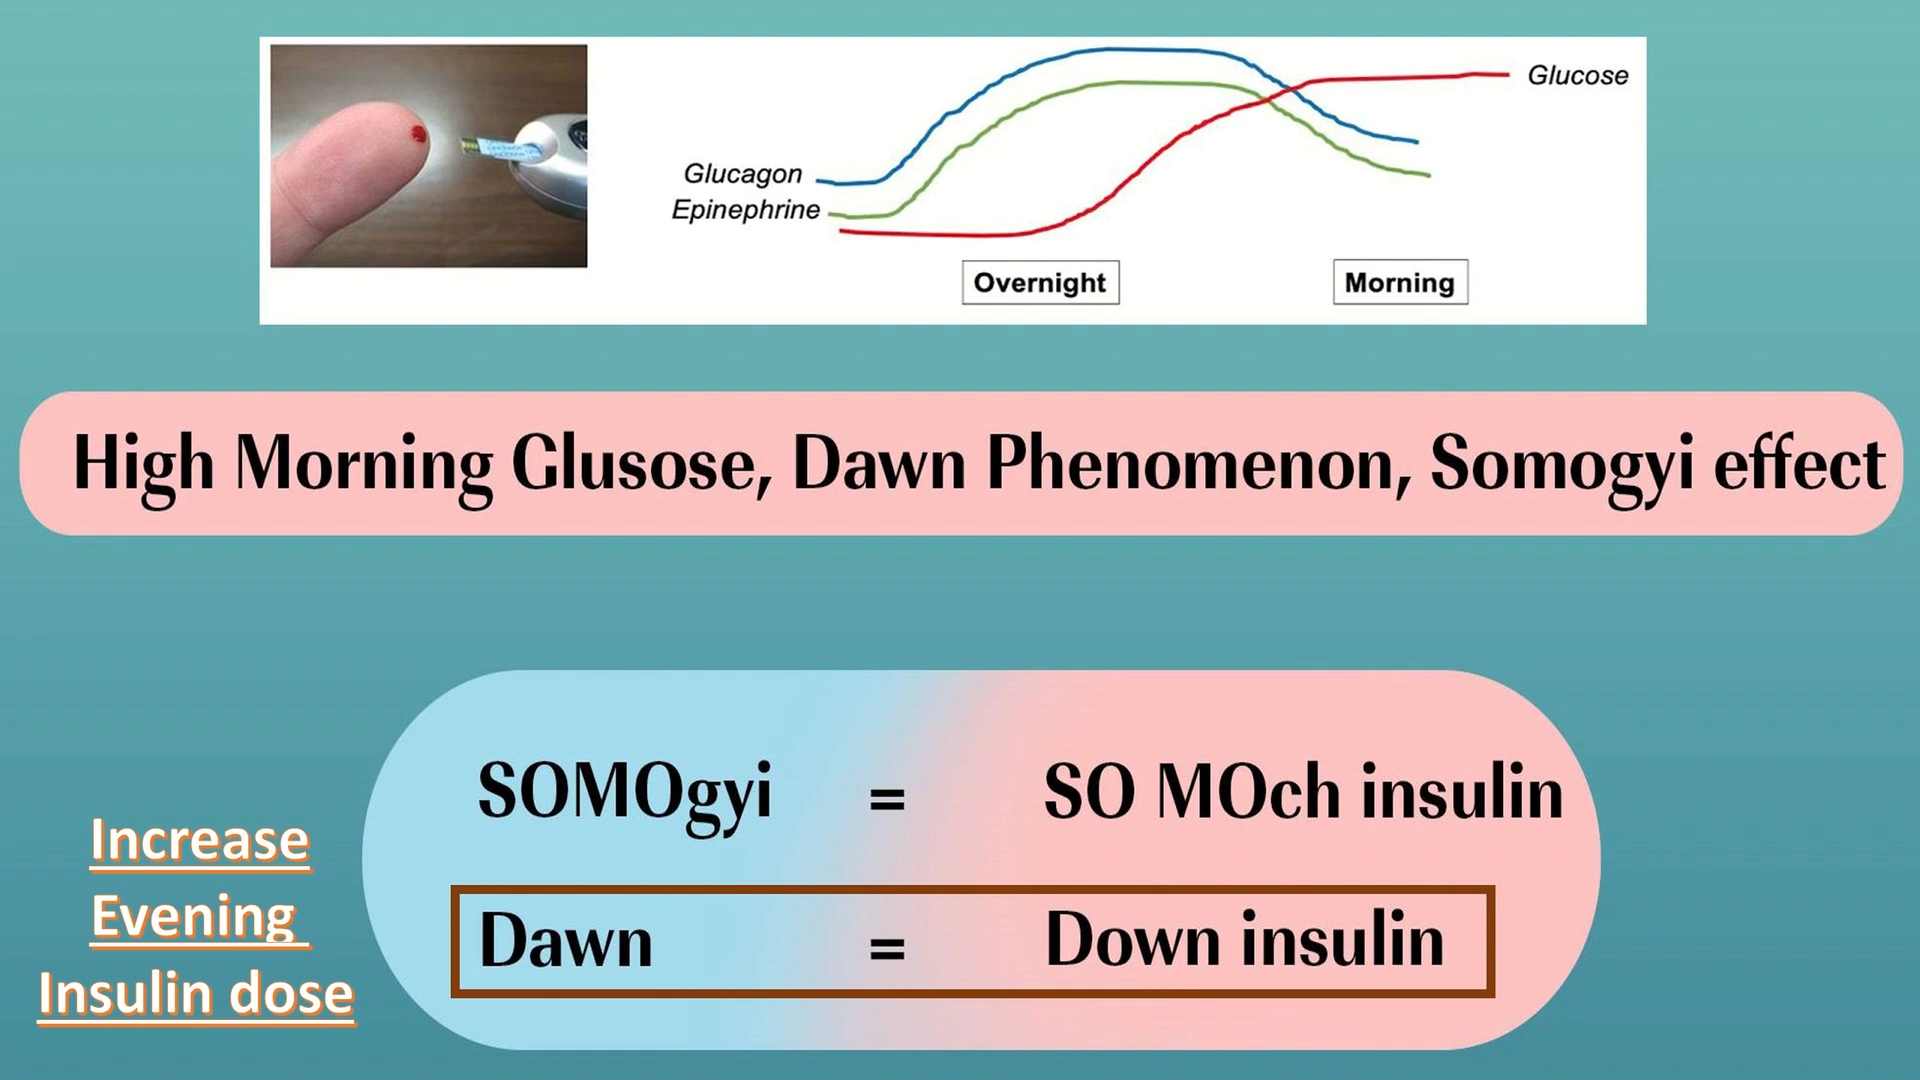 Glucose
Glucagon
Epinephrine
Overnight
Morning
High Morning Glusose, Dawn Phenomenon, Somogyi effect
SOMOgyi = SO MOch insulin
Dawn = Down insulin
Increase
Evening
Insulin dose